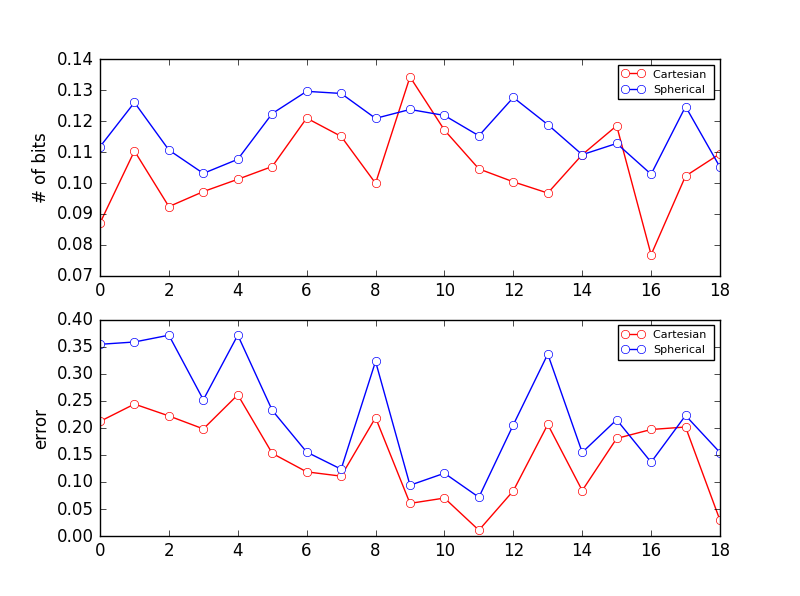 0.14
0.13
0.12
0.11
0.10
0.09
0.08
0.07
# of bits
Cartesian
Spherical
0 2 4 6 8 10 12 14 16 18
0.40
0.35
0.30
0.25
0.20
0.15
0.10
0.05
0.00
error
Cartesian
Spherical
0 2 4 6 8 10 12 14 16 18